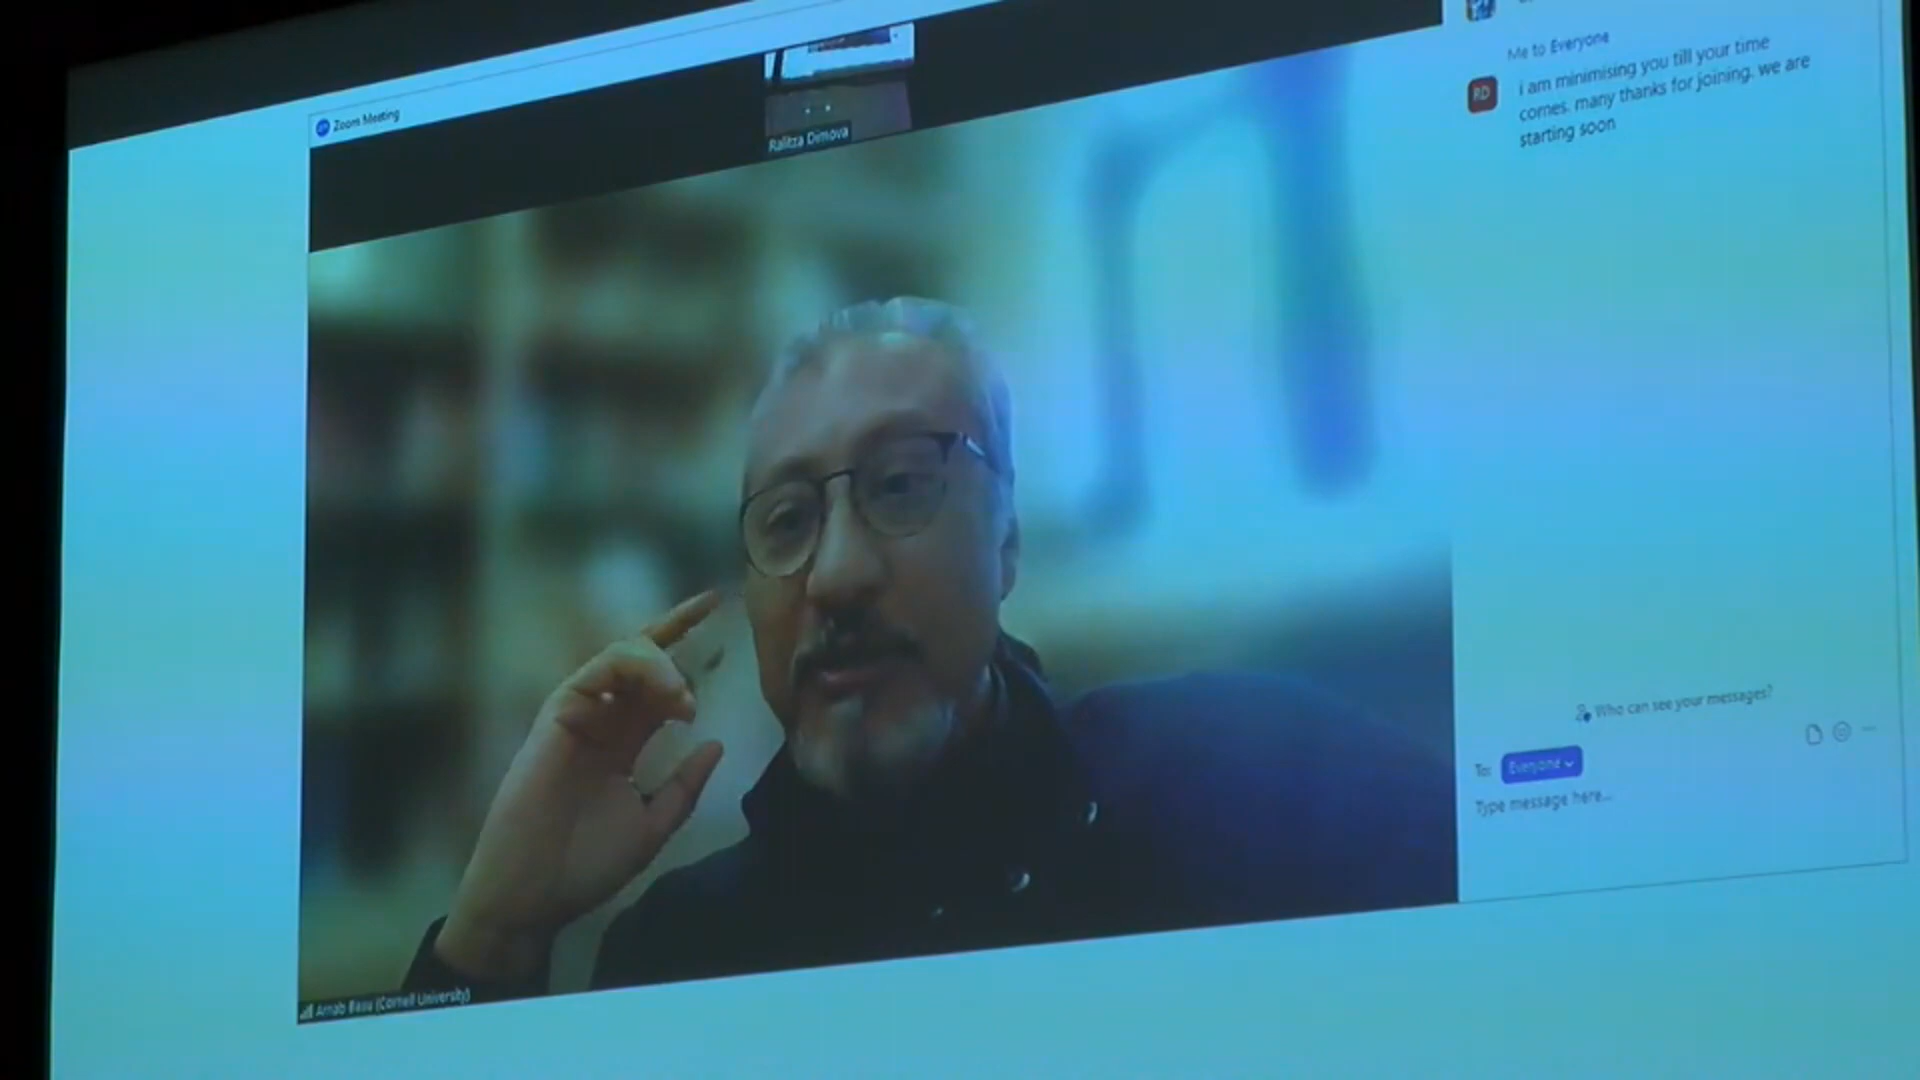 Zoom Meeting
Ralitza Dimova
Me to Everyone
RD
i am minimising you till your time
comes. many thanks for joining. we are
starting soon
Who can see your messages?
To:
Everyone
Type message here...
Arnab Basu (Cornell University)